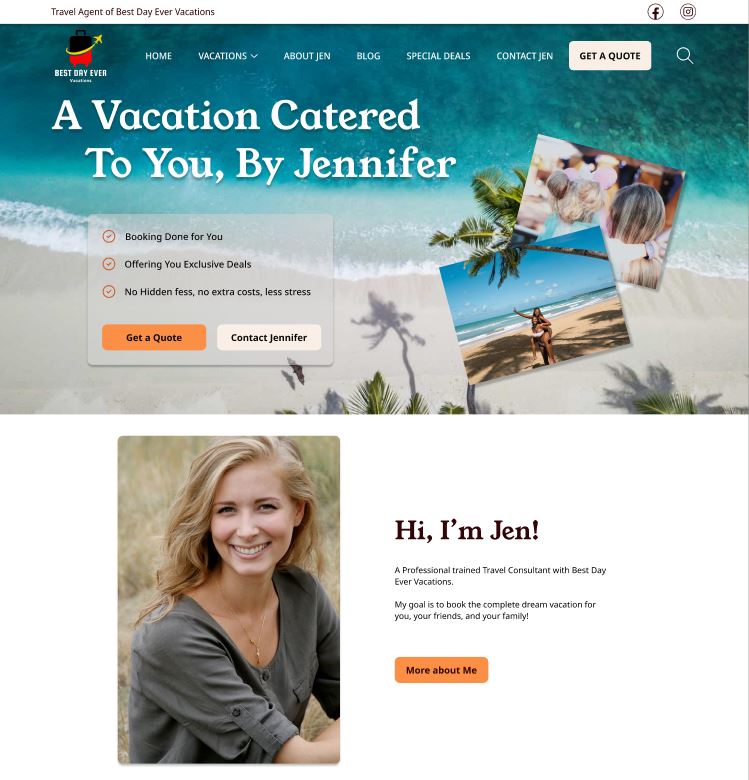 Travel Agent of Best Day Ever Vacations
BEST DAY EVER
Vacations
HOME
VACATIONS
ABOUT JEN
BLOG
SPECIAL DEALS
CONTACT JEN
GET A QUOTE
A Vacation Catered
To You, By Jennifer
Booking Done for You
Offering You Exclusive Deals
No Hidden fess, no extra costs, less stress
Get a Quote
Contact Jennifer
Hi, I’m Jen!
A Professional trained Travel Consultant with Best Day
Ever Vacations.
My goal is to book the complete dream vacation for
you, your friends, and your family!
More about Me